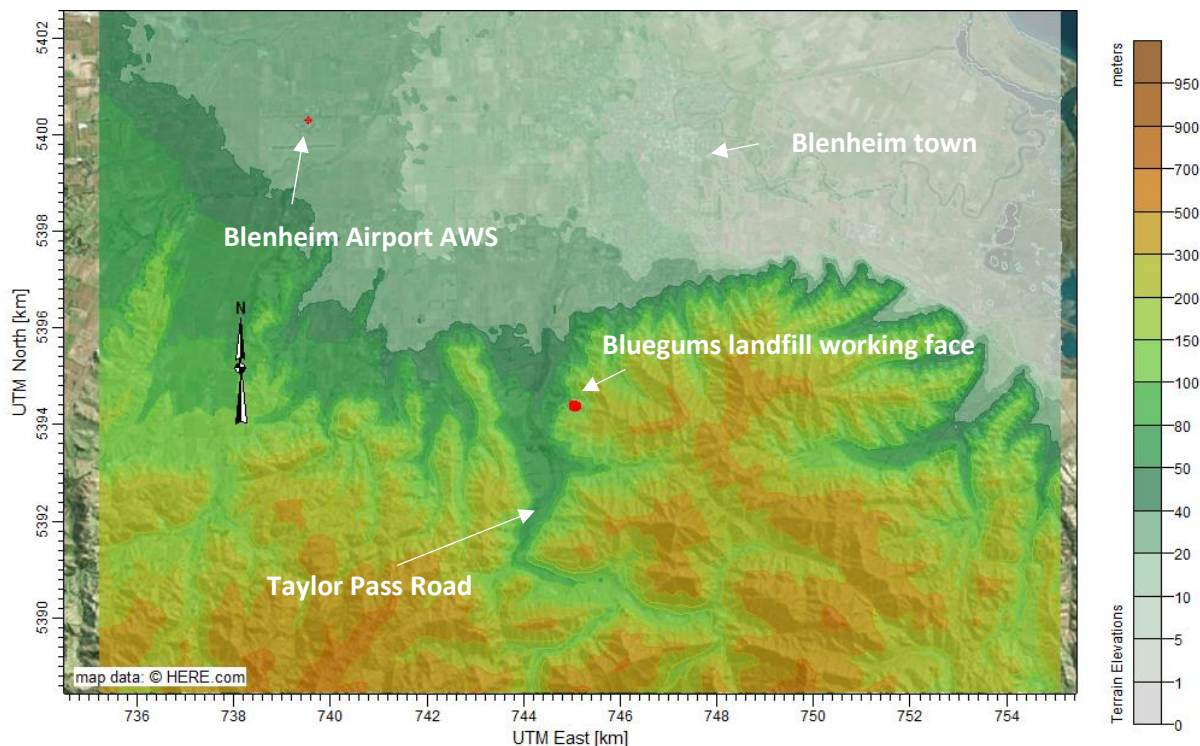 5402
5400
5398
5396
5394
5392
5390
UTM North [km]
Blenheim town
Blenheim Airport AWS
N
Bluegums landfill working face
Taylor Pass Road
map data: © HERE.com
736 738 740 742 744 746 748 750 752 754
UTM East [km]
meters
950
900
700
500
300
200
150
100
80
50
40
20
10
5
1
0
Terrain Elevations